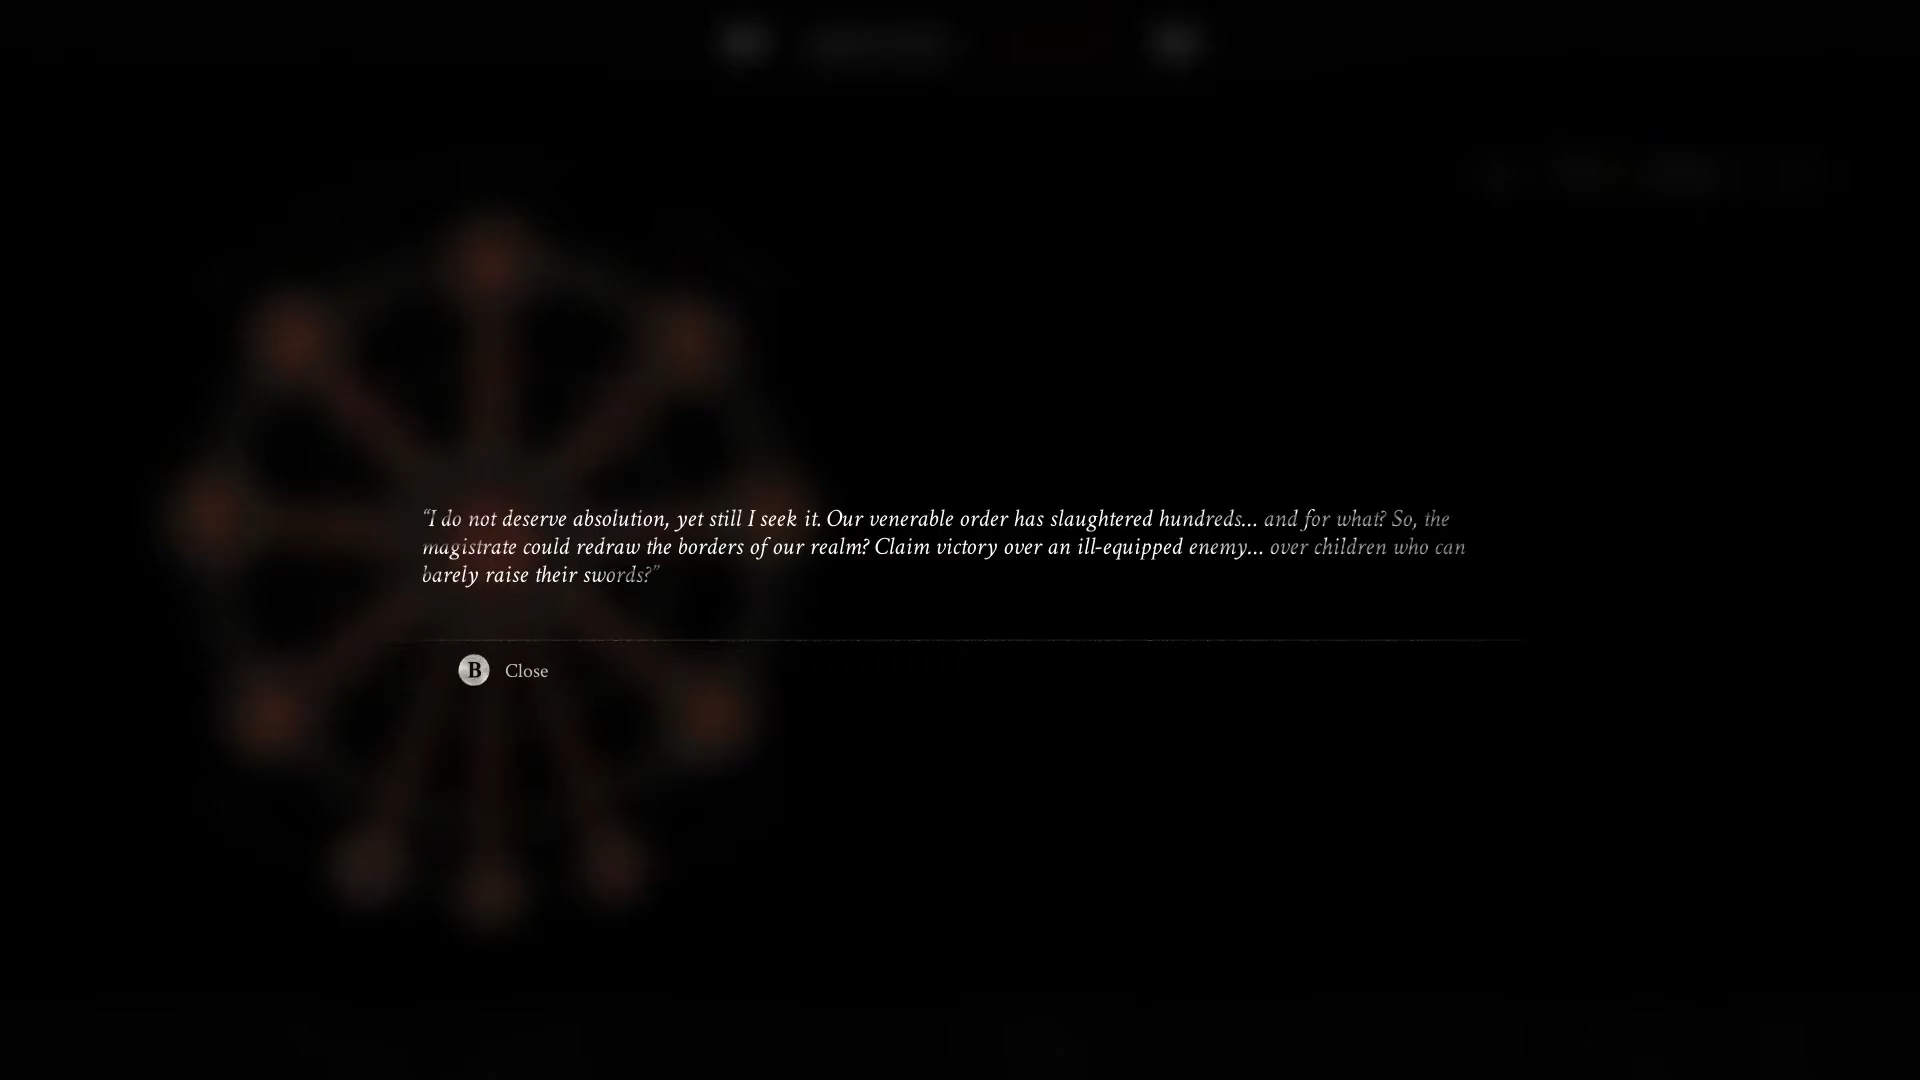 “I do not deserve absolution, yet still I seek it. Our venerable order has slaughtered hundreds... and for what? So, the
magistrate could redraw the borders of our realm? Claim victory over an ill-equipped enemy... over children who can
barely raise their swords?”
B Close